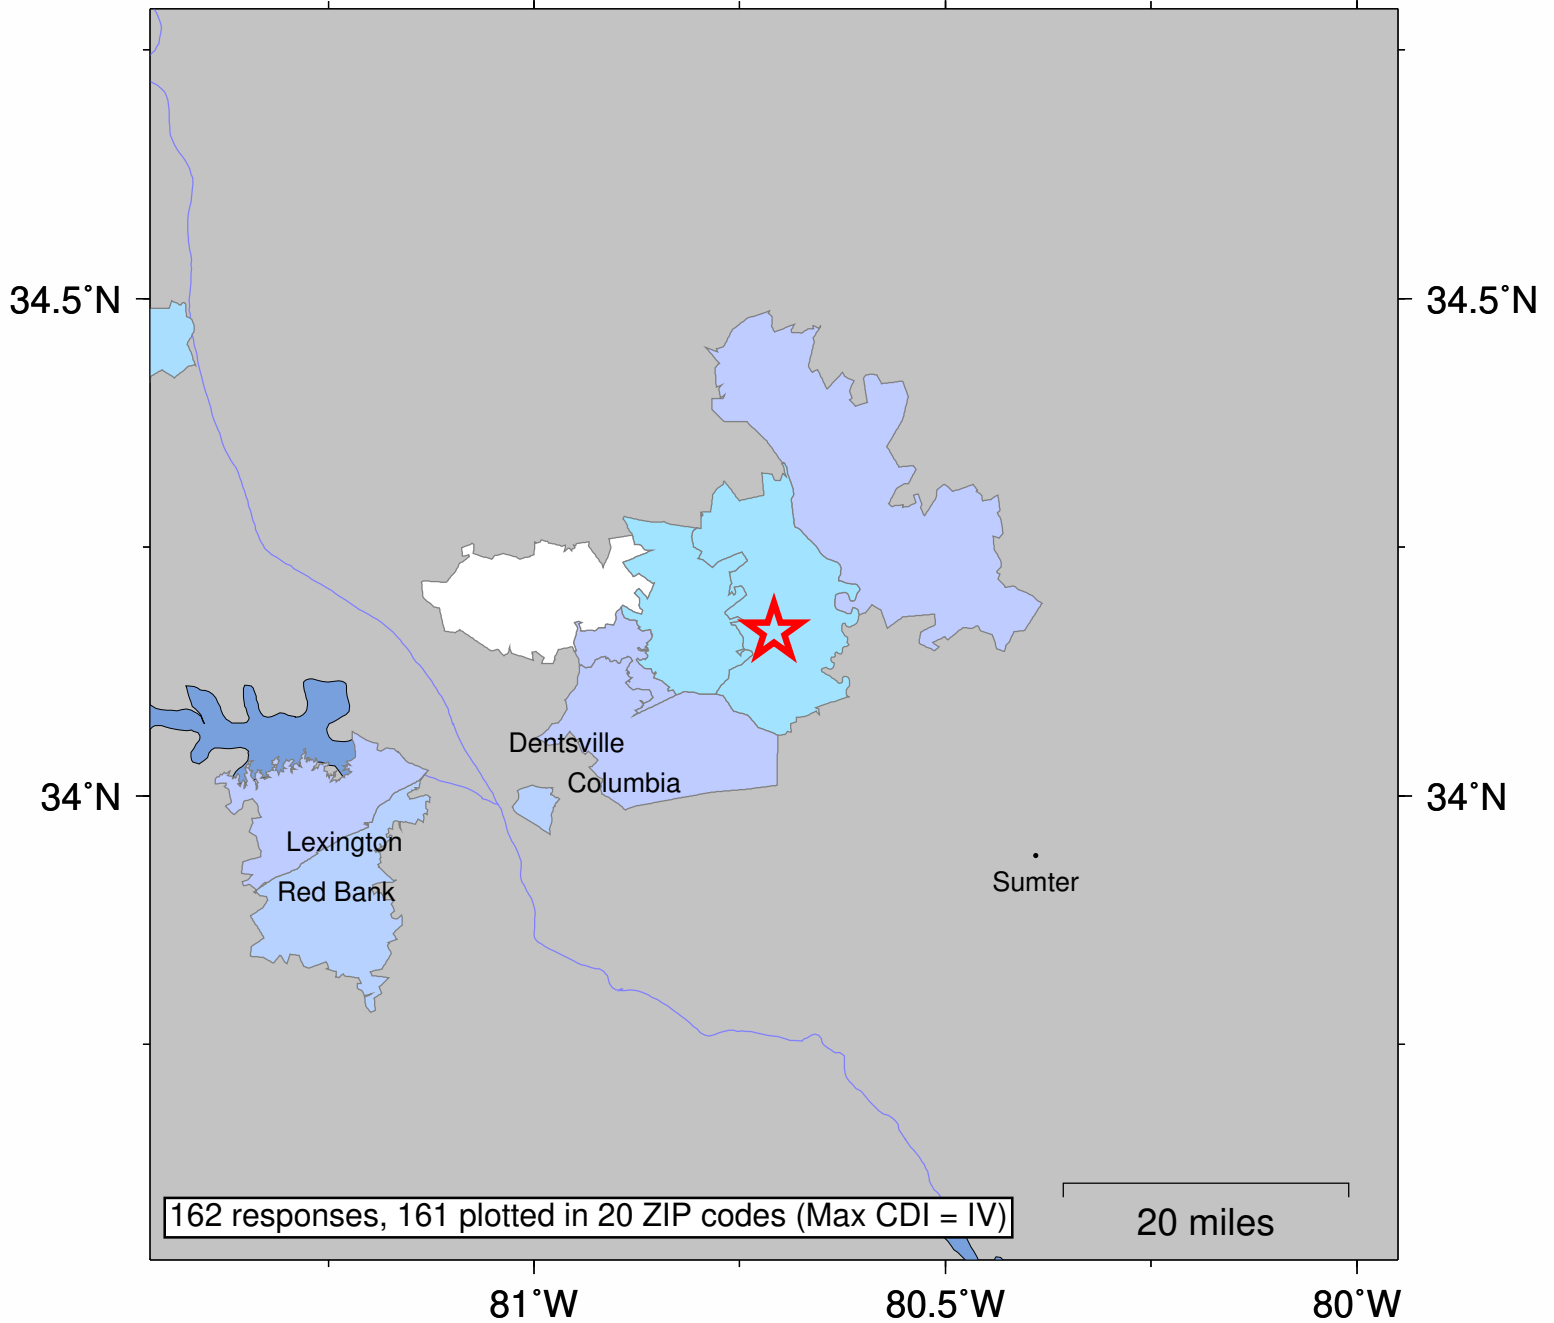 34.5˚N
34.5˚N
Dentsville
Columbia
34˚N
34˚N
Lexington
Red Bank
Sumter
162 responses, 161 plotted in 20 ZIP codes (Max CDI = IV)
20 miles
81˚W
80.5˚W
80˚W